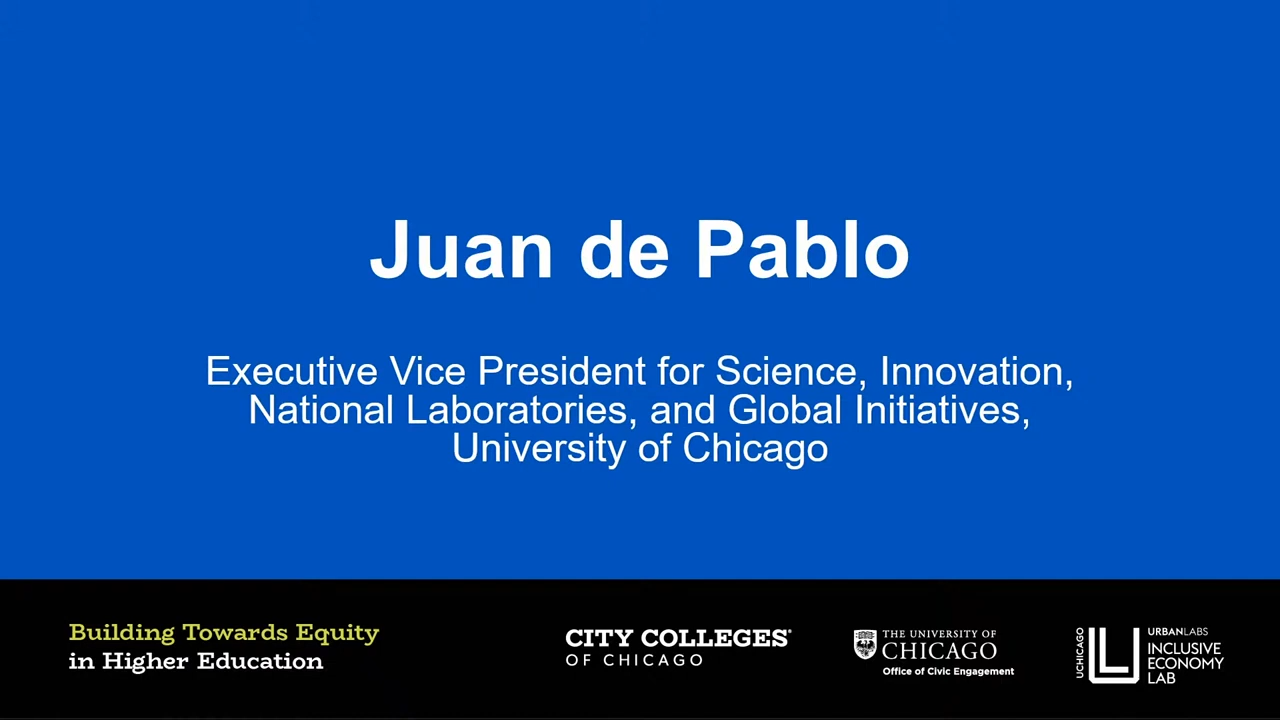 Juan de Pablo
Executive Vice President for Science, Innovation,
National Laboratories, and Global Initiatives,
University of Chicago
Building Towards Equity
in Higher Education
CITY COLLEGES®
OF CHICAGO
THE UNIVERSITY OF
CHICAGO
Office of Civic Engagement
UCHICAGO
URBANLABS
INCLUSIVE
ECONOMY
LAB